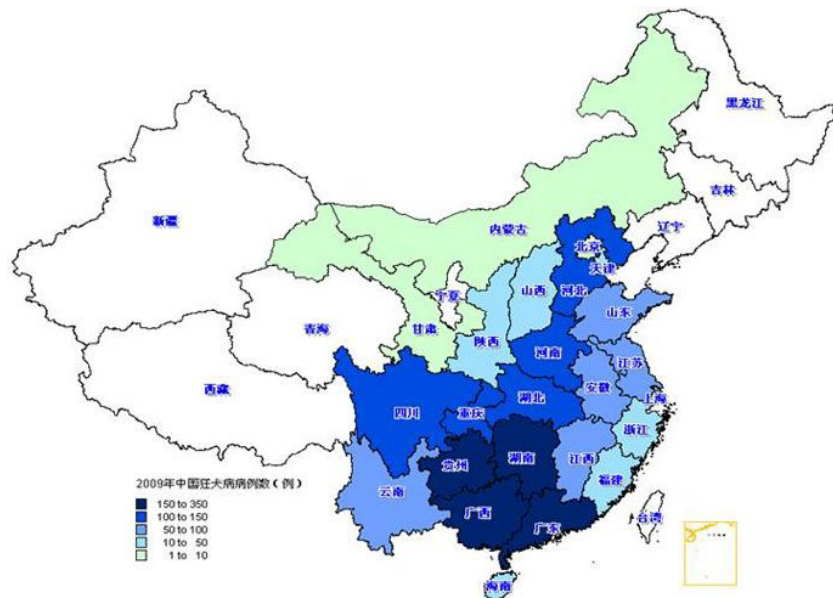 黑龙江
吉林
新疆
内蒙古
辽宁
北京
天津
宁夏
山西
河北
山东
青海
甘肃
陕西
河南
江苏
西藏
安徽
上海
四川
重庆
湖北
浙江
贵州
湖南
江西
福建
云南
广西
广东
台湾
海南
2009年中国狂犬病病例数(例)
150 to 350
100 to 150
50 to 100
10 to 50
1 to 10